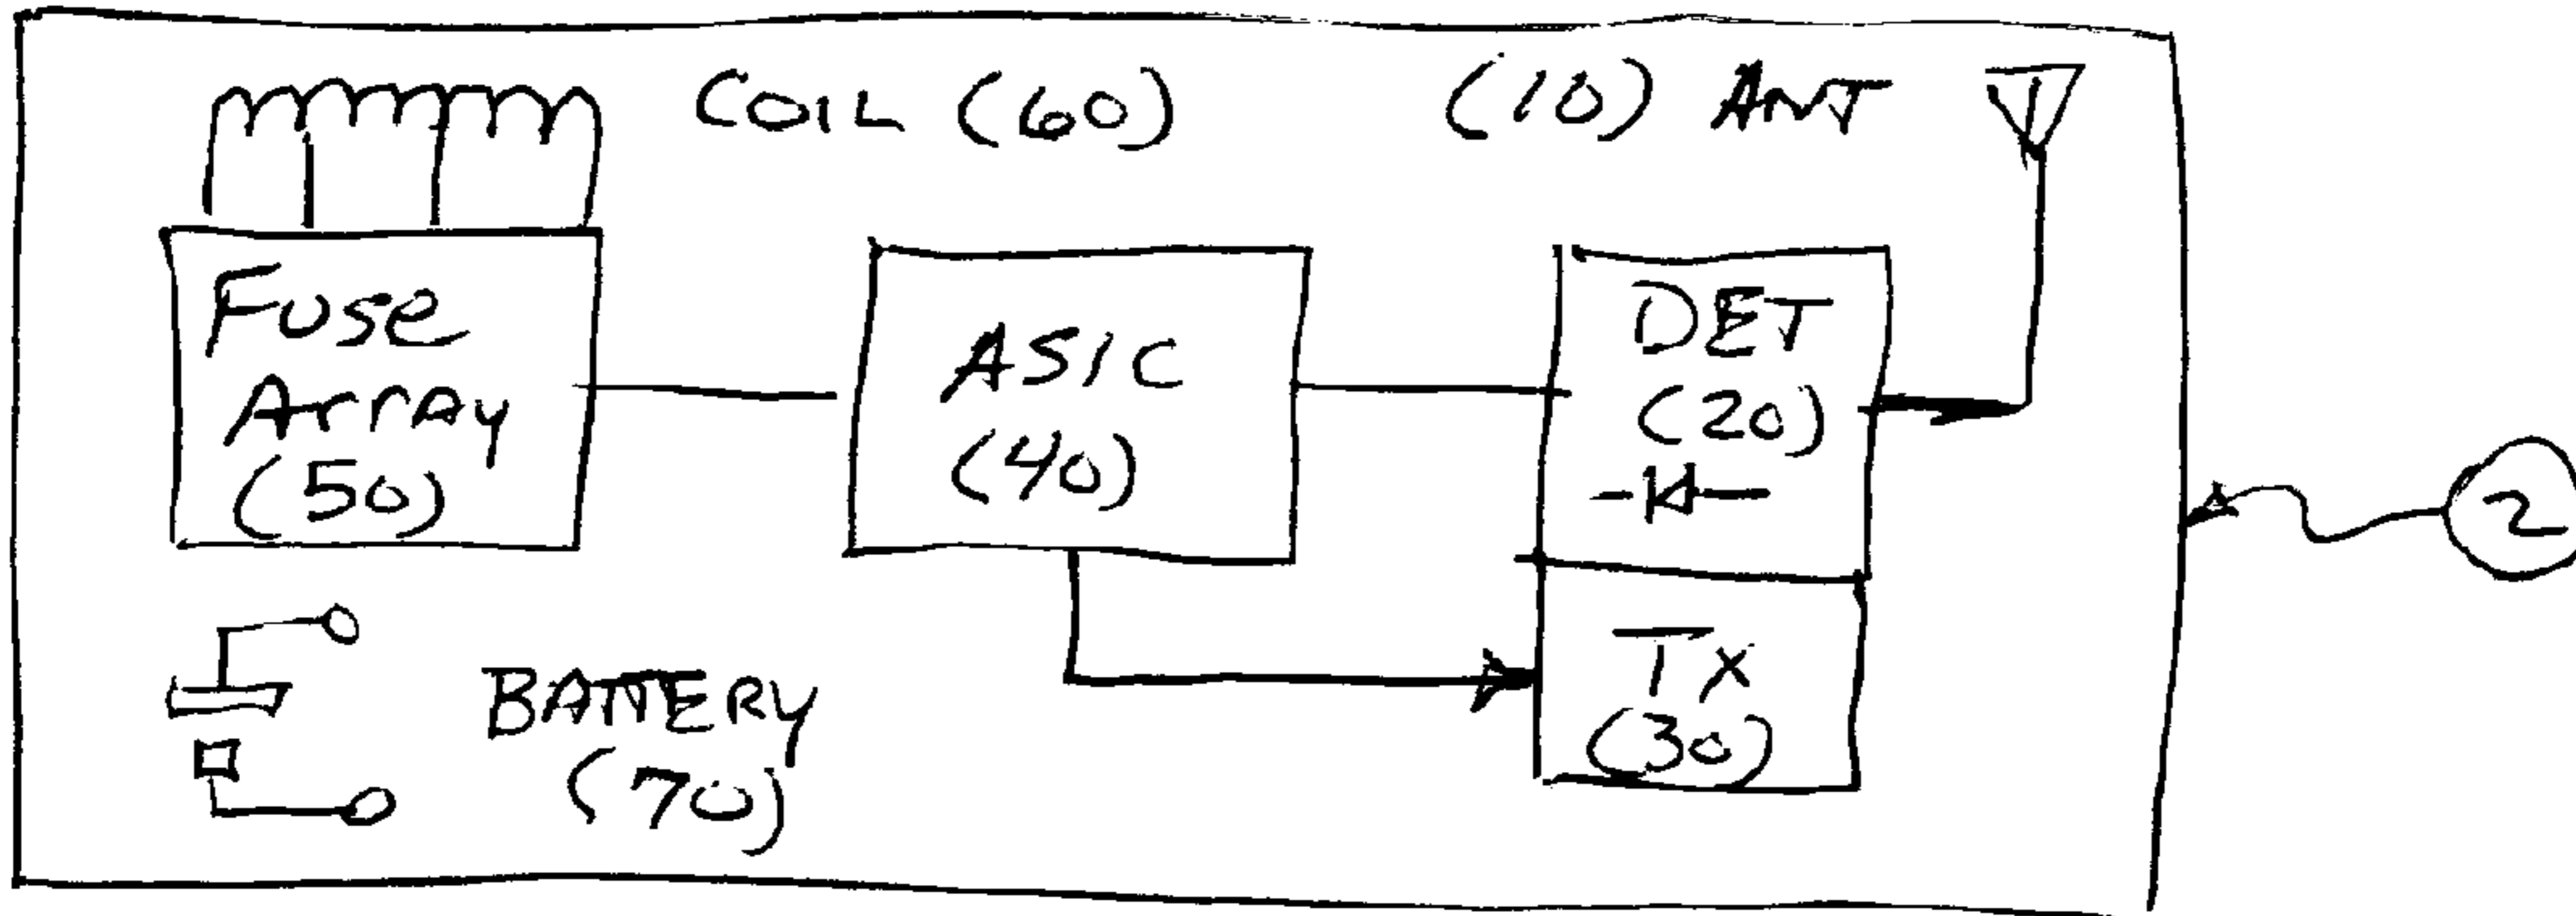 COIL (60)
(10) ANT
Fuse
Array
(50)
ASIC
(40)
DET
(20)
TX
(30)
BATTERY
(70)
2